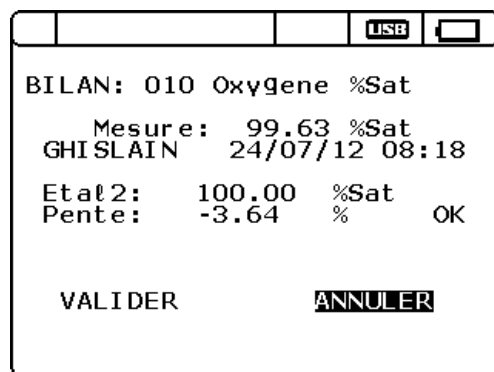 USB
BILAN: 010 Oxygene %Sat
Mesure: 99.63 %Sat
GHISLAIN 24/07/12 08:18
Etal2: 100.00 %Sat
Pente: -3.64 % OK
VALIDER ANNULER